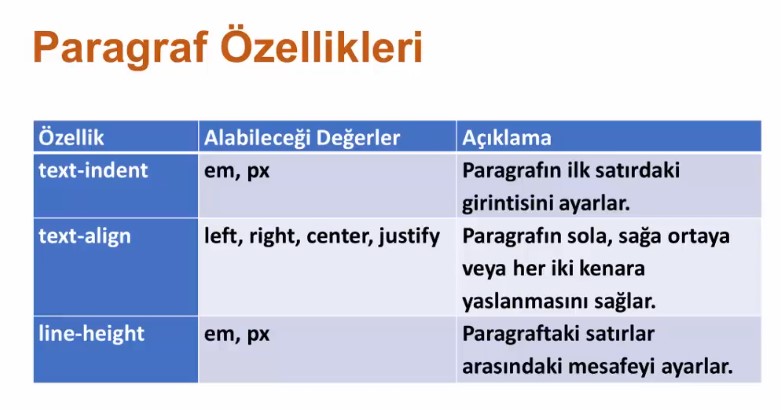 Paragraf Özellikleri
Özellik Alabileceği Değerler Açıklama
text-indent em, px Paragrafın ilk satırdaki
girintisini ayarlar.
text-align left, right, center, justify Paragrafın sola, sağa ortaya
veya her iki kenara
yaslanmasını sağlar.
line-height em, px Paragraftaki satırlar
arasındaki mesafeyi ayarlar.